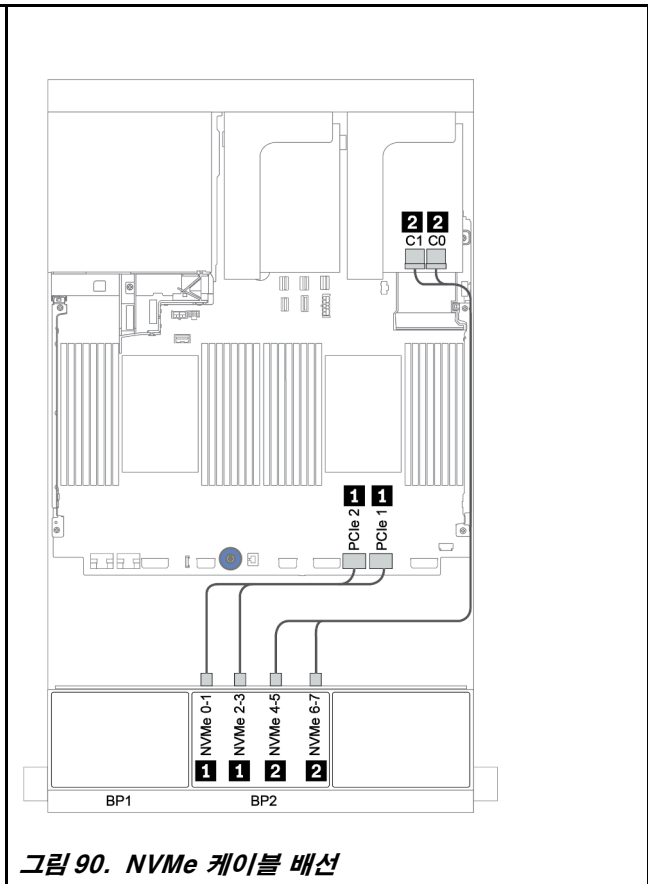 2 2
C1 C0
1 1
PCIe 2 PCIe 1
NVMe 0-1 NVMe 2-3 NVMe 4-5 NVMe 6-7
1 1 2 2
BP1 BP2
그림 90. NVMe 케이블 배선